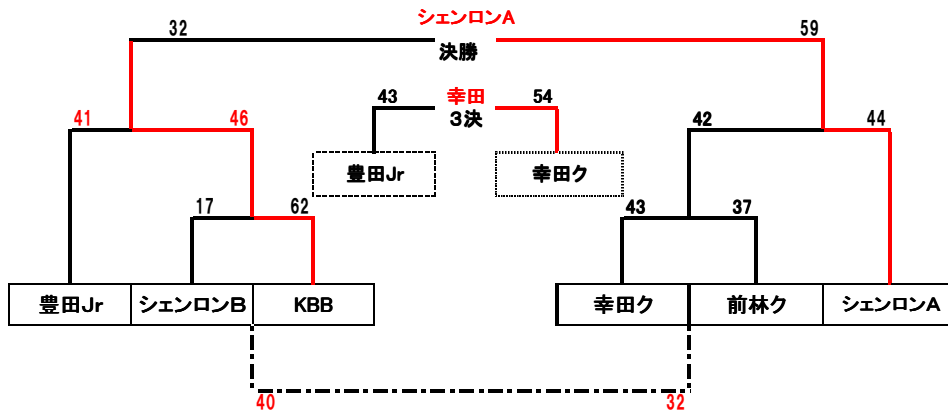 シェンロンA
32 59
決勝
幸田
43 54
3決
41 46 42 44
豊田Jr 幸田ク
17 62 43 37
豊田Jr シェンロンB KBB 幸田ク 前林ク シェンロンA
40 32